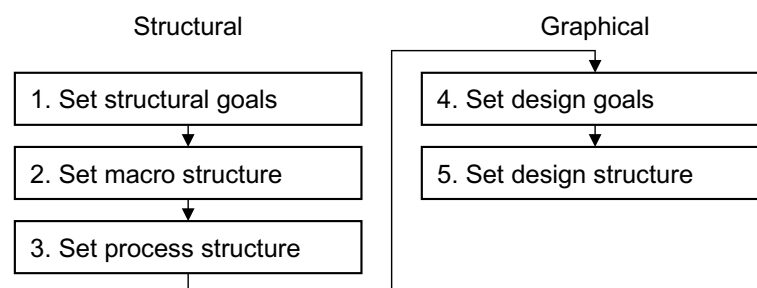 Structural
1. Set structural goals
2. Set macro structure
3. Set process structure
Graphical
4. Set design goals
5. Set design structure